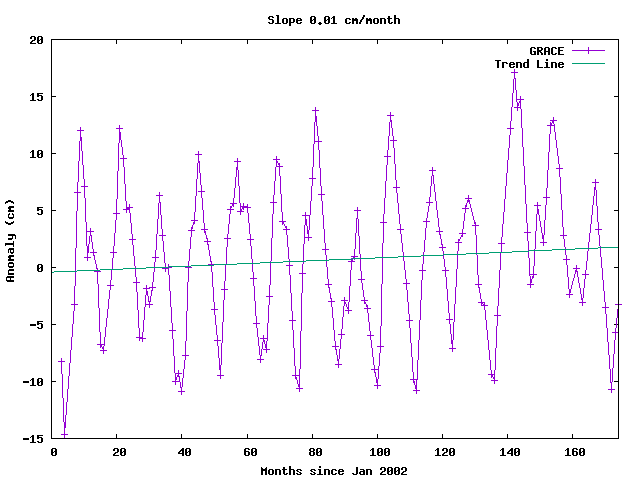 Slope 0.01 cm/month
GRACE
Trend Line
20
15
10
5
0
-5
-10
-15
Anomaly (cm)
0 20 40 60 80 100 120 140 160
Months since Jan 2002